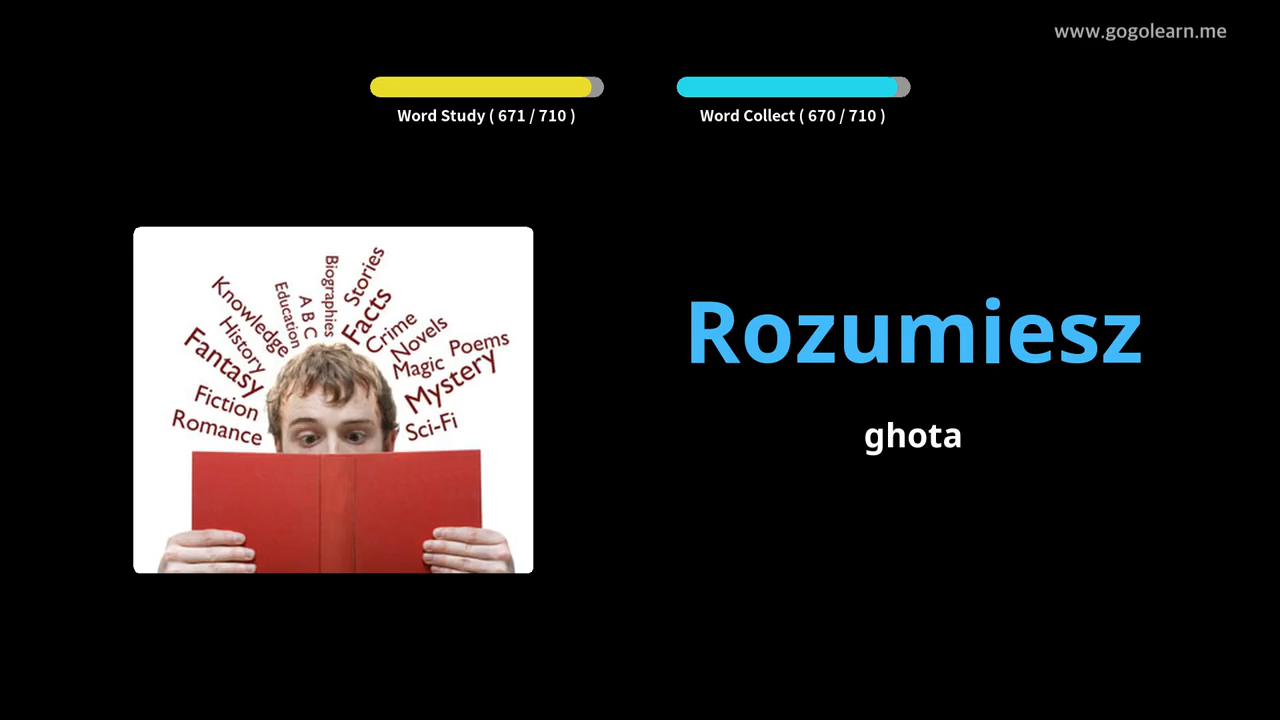 www.gogolearn.me
Word Study ( 671 / 710 )
Word Collect ( 670 / 710 )
Biographies
Stories
Education
A B C
Facts
Knowledge
History
Crime
Novels
Poems
Fantasy
Magic
Mystery
Fiction
Romance
Sci-Fi
Rozumiesz
ghota